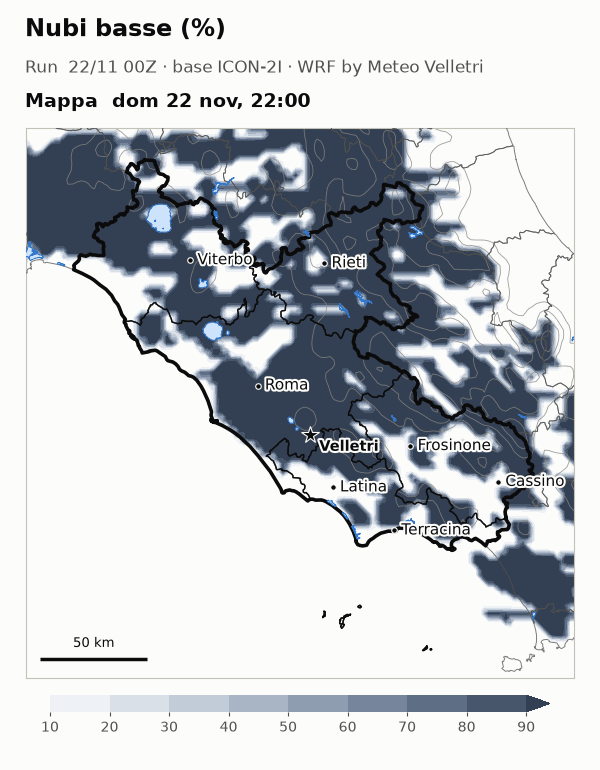 Nubi basse (%)
Run  22/11 00Z · base ICON-2I · WRF by Meteo Velletri
Mappa  dom 22 nov, 22:00
Viterbo
Rieti
Roma
Velletri
Frosinone
Latina
Cassino
Terracina
50 km
10 20 30 40 50 60 70 80 90